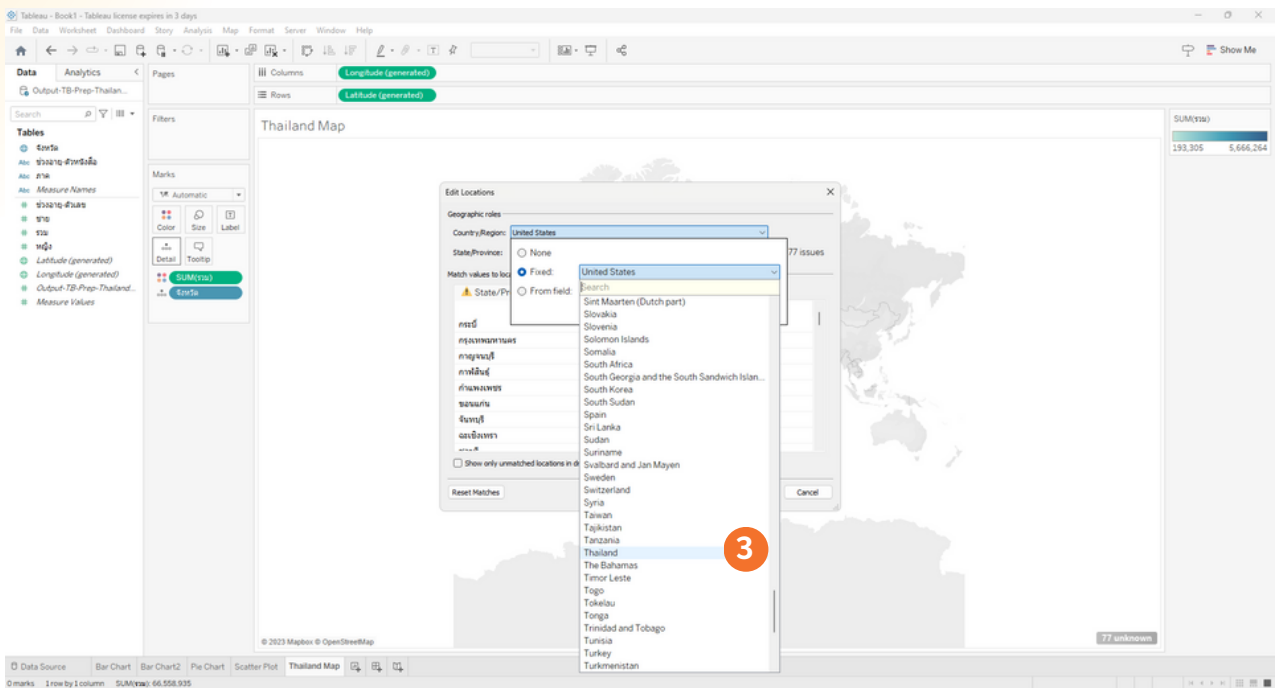 Tableau - Book1 - Tableau license expires in 3 days
File Data Worksheet Dashboard Story Analysis Map Format Server Window Help
Show Me
Data Analytics
Output-TB-Prep-Thailan...
Search
Tables
จังหวัด
Abc ช่วงอายุ-ตัวหนังสือ
Abc ภาค
Abc Measure Names
ช่วงอายุ-ตัวเลข
ชาย
รวม
หญิง
Latitude (generated)
Longitude (generated)
Output-TB-Prep-Thailand...
Measure Values
Pages
Filters
Marks
Automatic
Color Size Label
Detail Tooltip
SUM(รวม)
จังหวัด
Columns Longitude (generated)
Rows Latitude (generated)
Thailand Map
SUM(รวม)
193,305 5,666,264
Edit Locations
Geographic roles
Country/Region: United States
State/Province: 77 issues
Match values to loc
State/Pr
None
Fixed: United States
From field:
กระบี่
กรุงเทพมหานคร
กาญจนบุรี
กาฬสินธุ์
กำแพงเพชร
ขอนแก่น
จันทบุรี
ฉะเชิงเทรา
Show only unmatched locations in dr
Reset Matches Cancel
Search
Sint Maarten (Dutch part)
Slovakia
Slovenia
Solomon Islands
Somalia
South Africa
South Georgia and the South Sandwich Islan...
South Korea
South Sudan
Spain
Sri Lanka
Sudan
Suriname
Svalbard and Jan Mayen
Sweden
Switzerland
Syria
Taiwan
Tajikistan
Tanzania
Thailand
The Bahamas
Timor Leste
Togo
Tokelau
Tonga
Trinidad and Tobago
Tunisia
Turkey
Turkmenistan
3
© 2023 Mapbox © OpenStreetMap
77 unknown
Data Source Bar Chart Bar Chart2 Pie Chart Scatter Plot Thailand Map
0 marks 1 row by 1 column SUM(รวม): 66,558,935